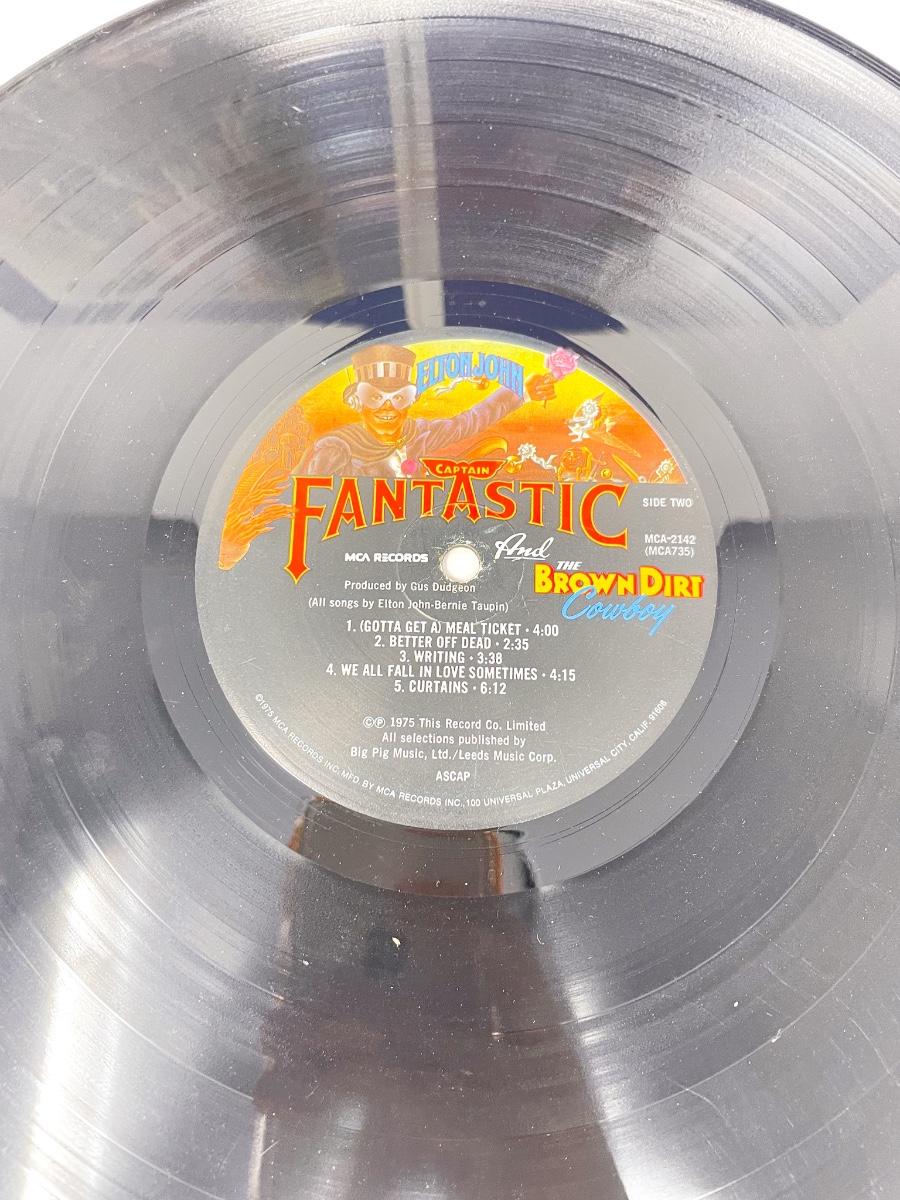 ELTON JOHN
CAPTAIN
FANTASTIC
SIDE TWO
And
MCA-2142
(MCA735)
MCA RECORDS
THE
BROWN DIRT
Cowboy
Produced by Gus Dudgeon
(All songs by Elton John-Bernie Taupin)
1. (GOTTA GET A) MEAL TICKET • 4:00
2. BETTER OFF DEAD • 2:35
3. WRITING • 3:38
4. WE ALL FALL IN LOVE SOMETIMES • 4:15
5. CURTAINS • 6:12
©℗ 1975 This Record Co. Limited
All selections published by
Big Pig Music, Ltd./Leeds Music Corp.
ASCAP
©1975 MCA RECORDS INC. MFD. BY MCA RECORDS INC., 100 UNIVERSAL PLAZA, UNIVERSAL CITY, CALIF. 91608